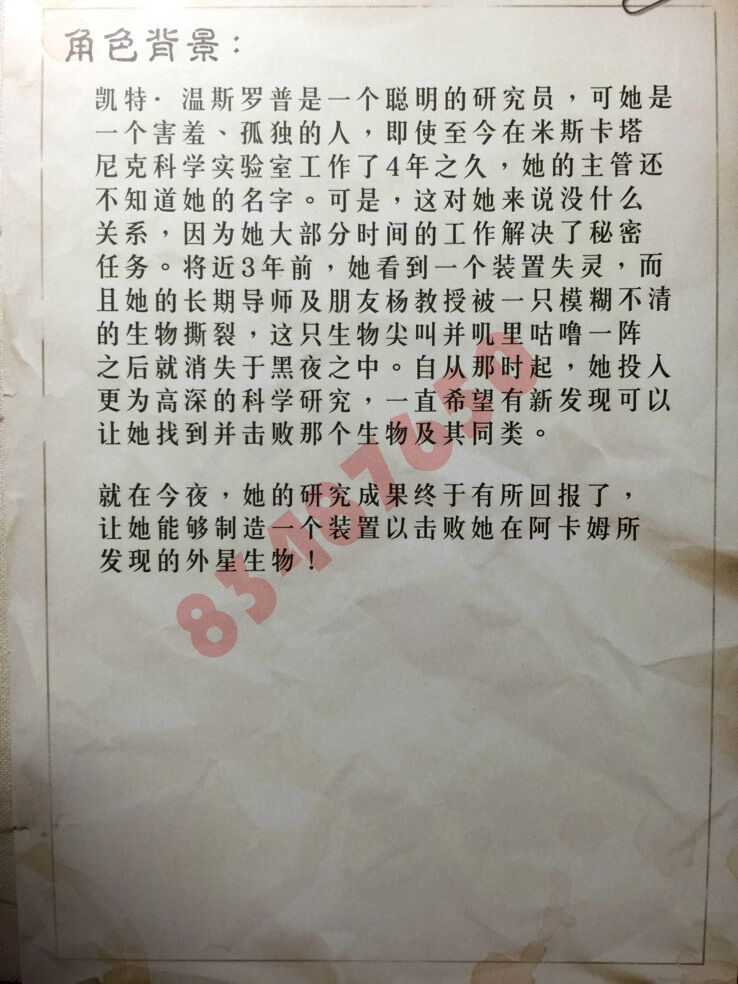 角色背景：
凯特·温斯罗普是一个聪明的研究员，可她是
一个害羞、孤独的人，即使至今在米斯卡塔
尼克科学实验室工作了4年之久，她的主管还
不知道她的名字。可是，这对她来说没什么
关系，因为她大部分时间的工作解决了秘密
任务。将近3年前，她看到一个装置失灵，而
且她的长期导师及朋友杨教授被一只模糊不清
的生物撕裂，这只生物尖叫并叽里咕噜一阵
之后就消失于黑夜之中。自从那时起，她投入
更为高深的科学研究，一直希望有新发现可以
让她找到并击败那个生物及其同类。
就在今夜，她的研究成果终于有所回报了，
让她能够制造一个装置以击败她在阿卡姆所
发现的外星生物！
83487650